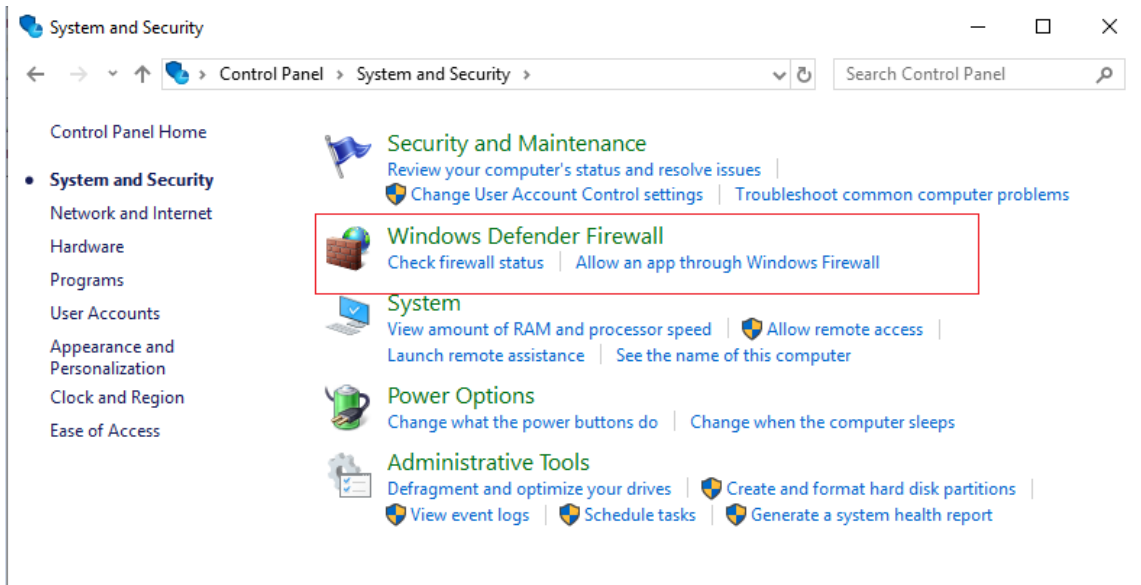 System and Security
Control Panel > System and Security >
Search Control Panel
Control Panel Home
System and Security
Network and Internet
Hardware
Programs
User Accounts
Appearance and
Personalization
Clock and Region
Ease of Access
Security and Maintenance
Review your computer's status and resolve issues
Change User Account Control settings | Troubleshoot common computer problems
Windows Defender Firewall
Check firewall status | Allow an app through Windows Firewall
System
View amount of RAM and processor speed | Allow remote access
Launch remote assistance | See the name of this computer
Power Options
Change what the power buttons do | Change when the computer sleeps
Administrative Tools
Defragment and optimize your drives | Create and format hard disk partitions
View event logs | Schedule tasks | Generate a system health report